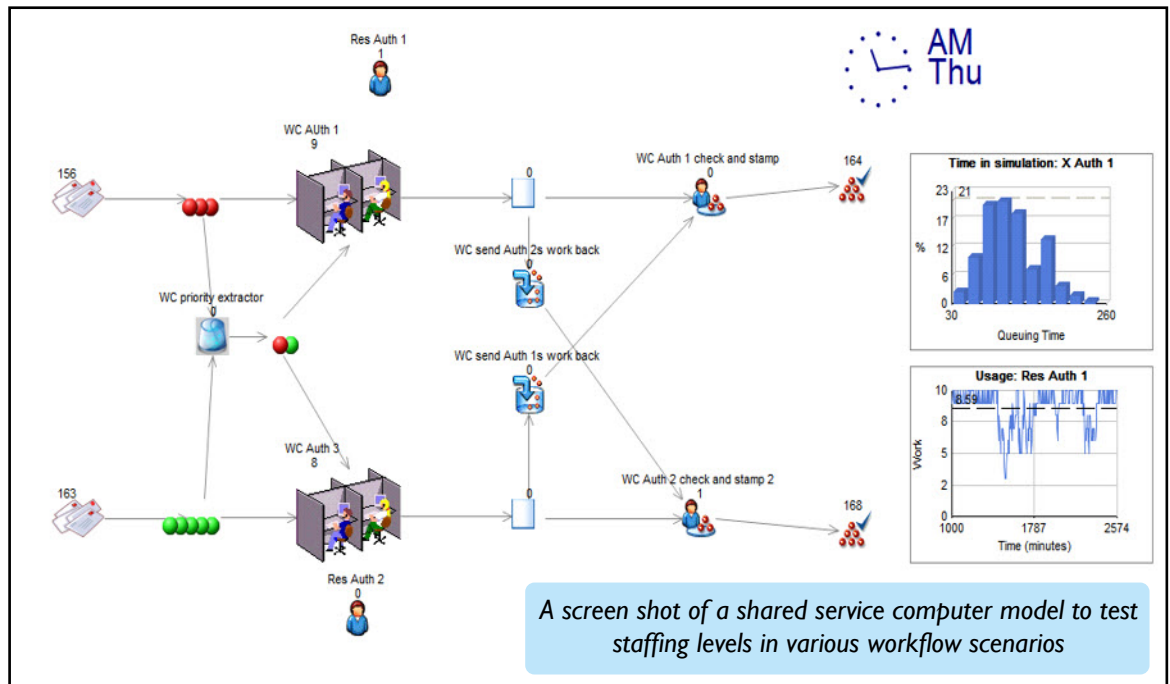 Res Auth 1
1
AM
Thu
WC AUth 1
9
156
0
WC Auth 1 check and stamp
0
164
WC send Auth 2s work back
0
WC priority extractor
0
WC send Auth 1s work back
0
WC Auth 3
8
163
0
WC Auth 2 check and stamp 2
1
168
Res Auth 2
0
Time in simulation: X Auth 1
23
21
17
%
12
6
0
30
260
Queuing Time
Usage: Res Auth 1
10
8.59
8
Work
5
2
0
1000
1787
2574
Time (minutes)
A screen shot of a shared service computer model to test
staffing levels in various workflow scenarios